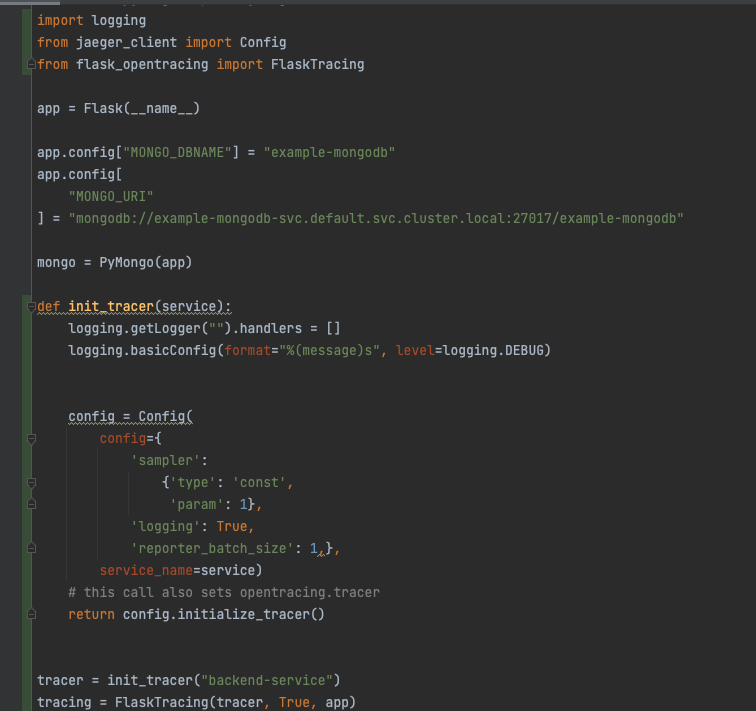 import logging
from jaeger_client import Config
from flask_opentracing import FlaskTracing
app = Flask(__name__)
app.config["MONGO_DBNAME"] = "example-mongodb"
app.config[
    "MONGO_URI"
] = "mongodb://example-mongodb-svc.default.svc.cluster.local:27017/example-mongodb"
mongo = PyMongo(app)
def init_tracer(service):
    logging.getLogger("").handlers = []
    logging.basicConfig(format="%(message)s", level=logging.DEBUG)
    config = Config(
        config={
            'sampler':
                {'type': 'const',
                 'param': 1},
            'logging': True,
            'reporter_batch_size': 1,},
        service_name=service)
    # this call also sets opentracing.tracer
    return config.initialize_tracer()
tracer = init_tracer("backend-service")
tracing = FlaskTracing(tracer, True, app)